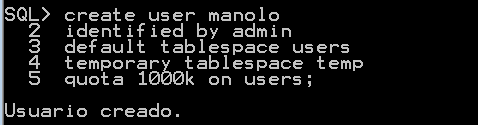 SQL> create user manolo
  2  identified by admin
  3  default tablespace users
  4  temporary tablespace temp
  5  quota 1000k on users;
Usuario creado.